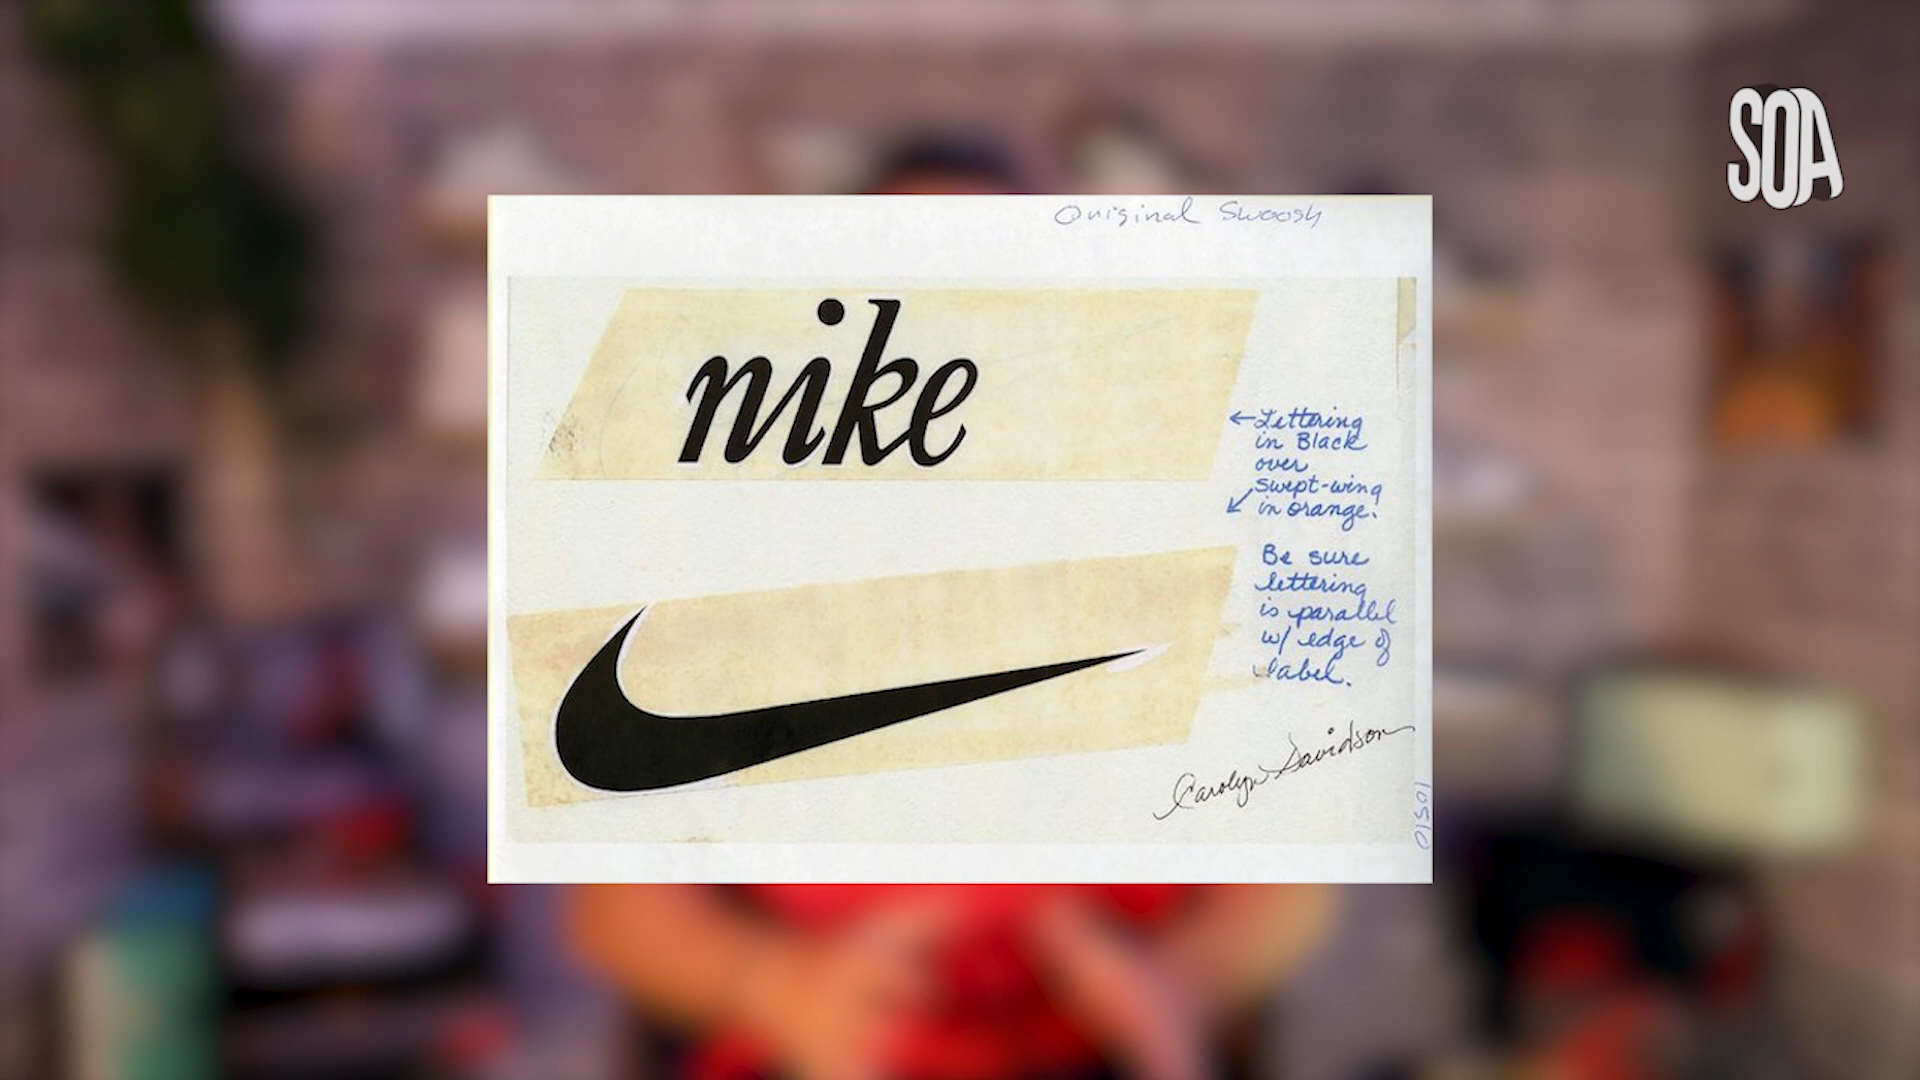 SOA
Original Swoosh
nike
←Lettering
in Black
over
swept-wing
in orange.
Be sure
lettering
is parallel
w/ edge of
label.
Carolyn Davidson